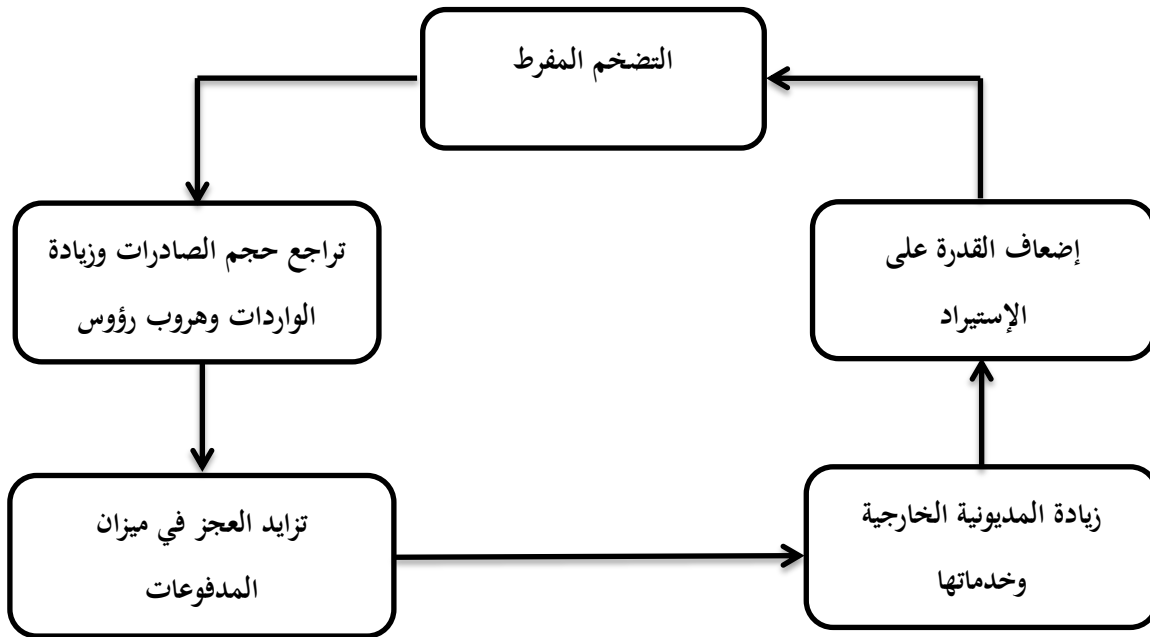 التضخم المفرط
تراجع حجم الصادرات وزيادة
الواردات وهروب رؤوس
إضعاف القدرة على
الإستيراد
تزايد العجز في ميزان
المدفوعات
زيادة المديونية الخارجية
وخدماتها